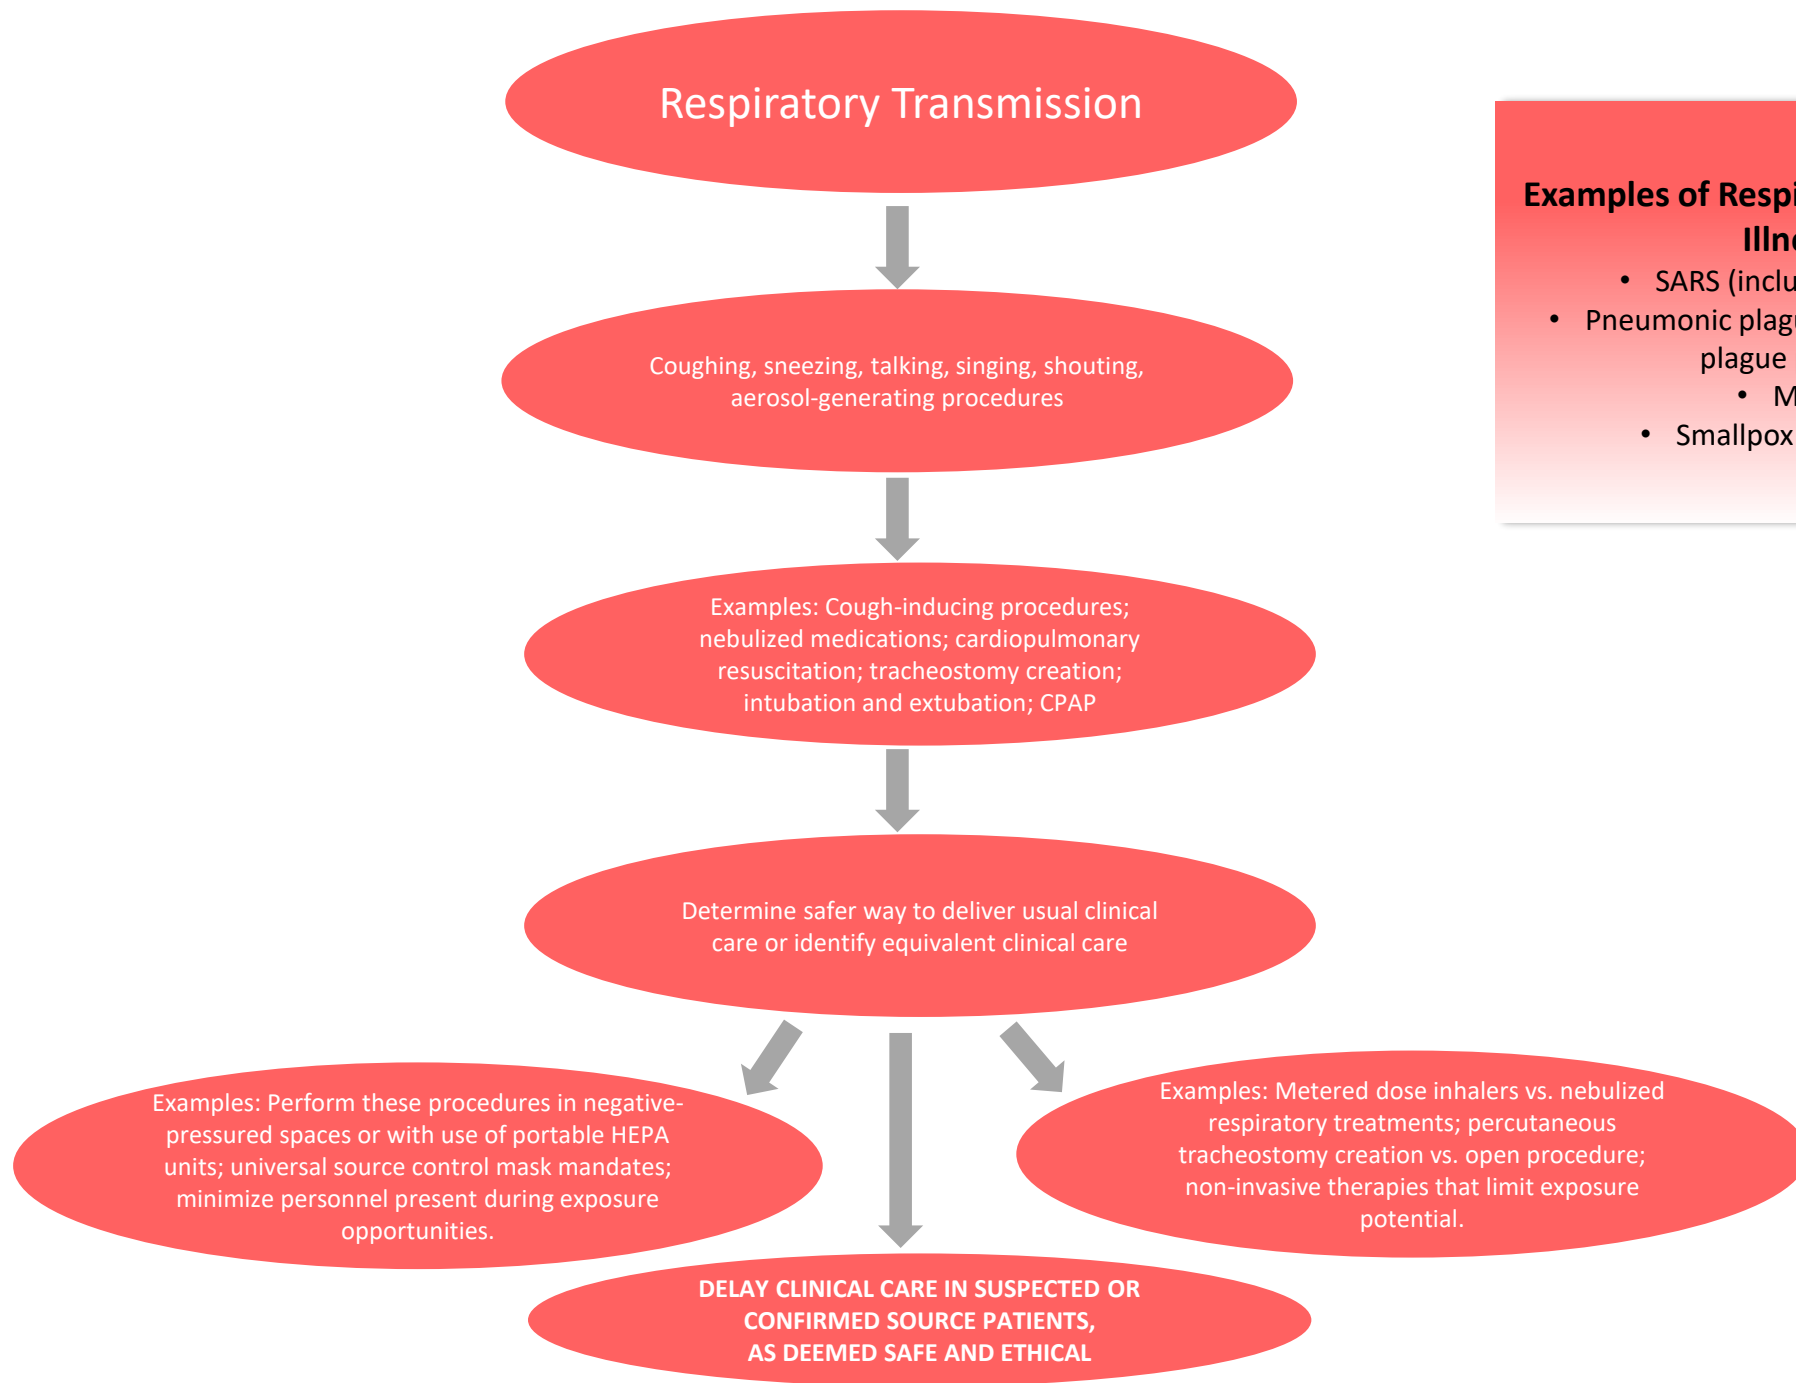 Respiratory Transmission
Examples of
SARS
Pneumonic
plague
Smallpox
Coughing, sneezing, talking, singing, shouting,
aerosol-generating procedures
Examples: Cough-inducing procedures;
nebulized medications; cardiopulmonary
resuscitation; tracheostomy creation;
intubation and extubation; CPAP
Determine safer way to deliver usual clinical
care or identify equivalent clinical care
Examples: Perform these procedures in negative-
pressured spaces or with use of portable HEPA
units; universal source control mask mandates;
minimize personnel present during exposure
opportunities.
Examples: Metered dose inhalers vs. nebulized
respiratory treatments; percutaneous
tracheostomy creation vs. open procedure;
non-invasive therapies that limit exposure
potential.
DELAY CLINICAL CARE IN SUSPECTED OR
CONFIRMED SOURCE PATIENTS,
AS DEEMED SAFE AND ETHICAL